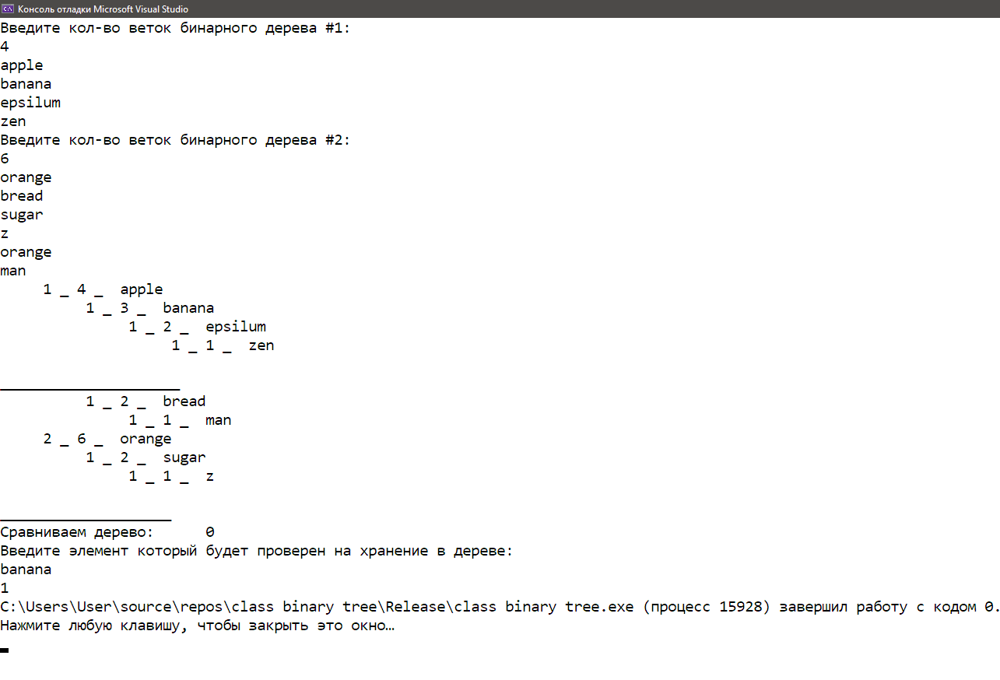 Консоль отладки Microsoft Visual Studio
Введите кол-во веток бинарного дерева #1:
4
apple
banana
epsilum
zen
Введите кол-во веток бинарного дерева #2:
6
orange
bread
sugar
z
orange
man
1 _ 4 _  apple
1 _ 3 _  banana
1 _ 2 _  epsilum
1 _ 1 _  zen
_____________________
1 _ 2 _  bread
1 _ 1 _  man
2 _ 6 _  orange
1 _ 2 _  sugar
1 _ 1 _  z
____________________
Сравниваем дерево:      0
Введите элемент который будет проверен на хранение в дереве:
banana
1
C:\Users\User\source\repos\class binary tree\Release\class binary tree.exe (процесс 15928) завершил работу с кодом 0.
Нажмите любую клавишу, чтобы закрыть это окно…